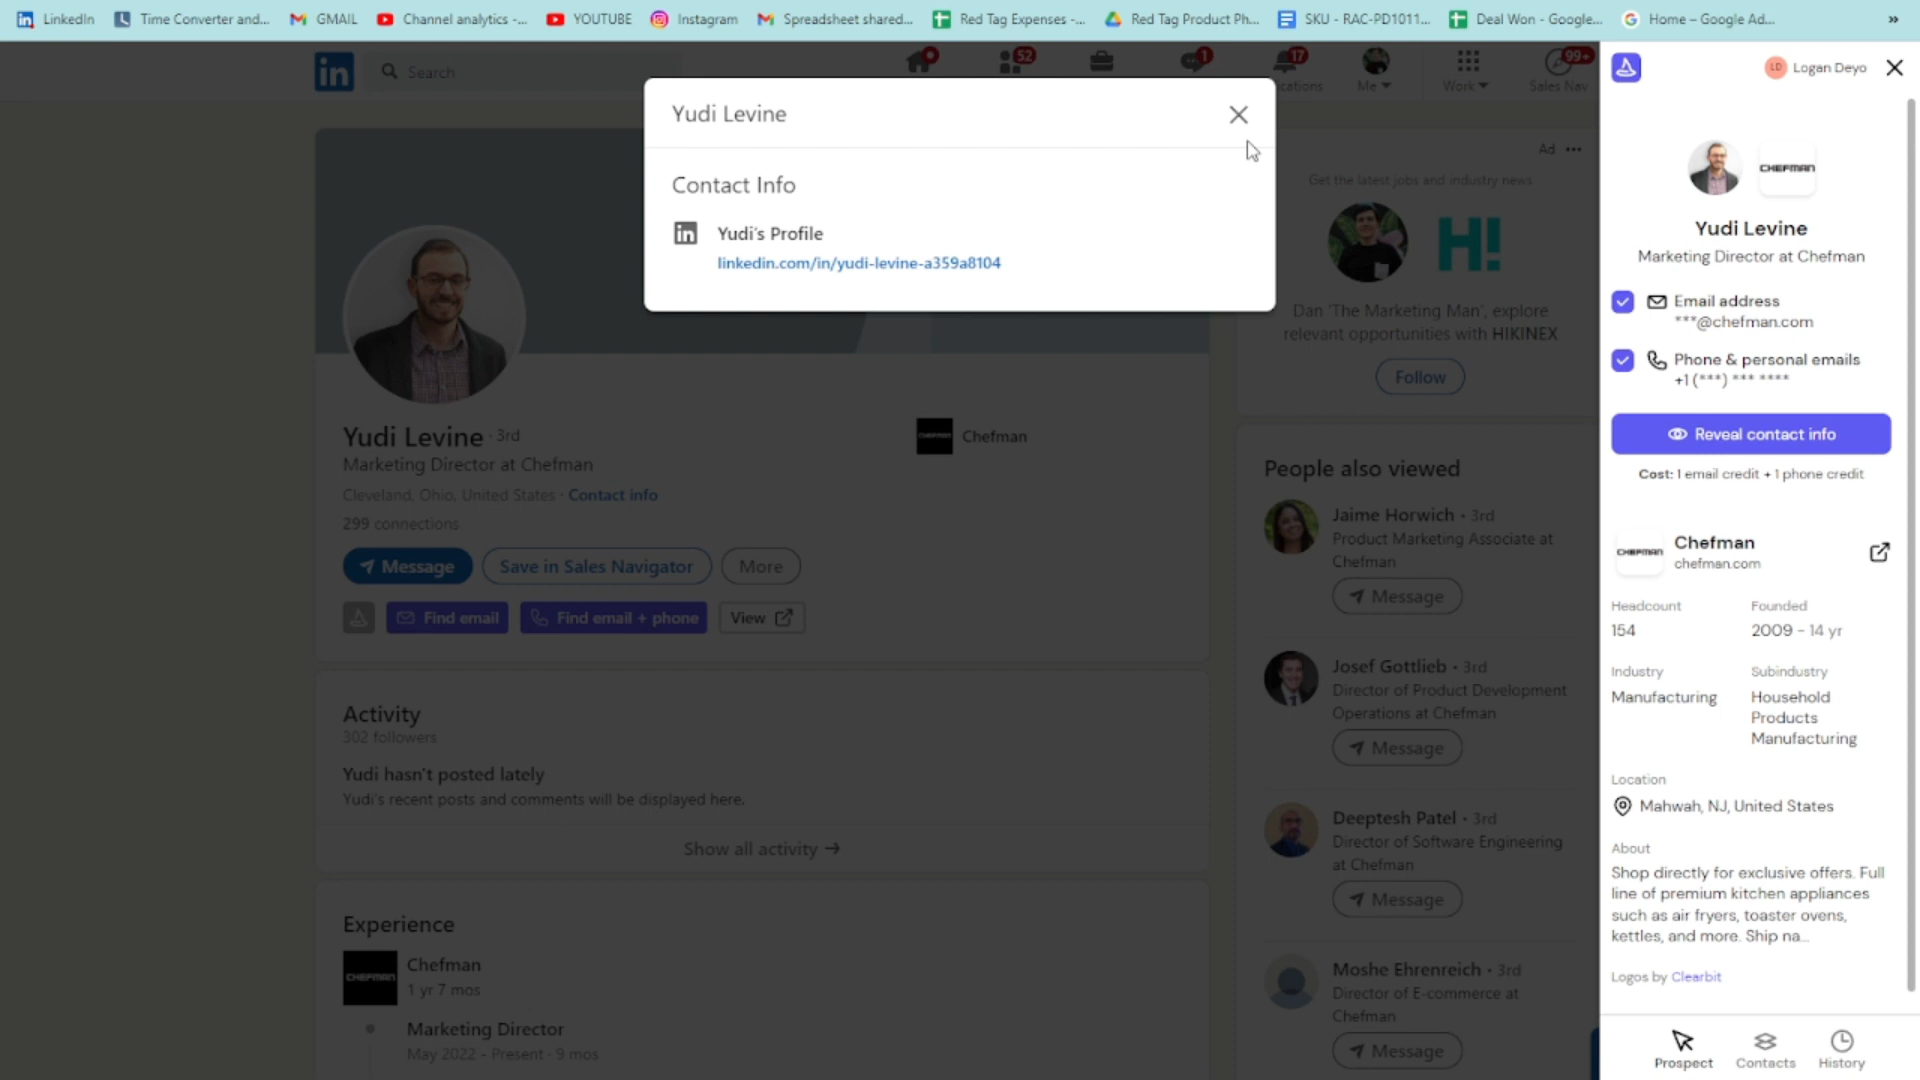 LinkedIn
Time Converter and...
GMAIL
Channel analytics -...
YOUTUBE
Instagram
Spreadsheet shared...
Red Tag Expenses -...
Red Tag Product Ph...
SKU - RAC-PD1011...
Deal Won - Google...
Home – Google Ad...
»
in
Search
52
1
17
99+
cations
Me
Work
Sales Nav
LD
Logan Deyo
Yudi Levine
Contact Info
Yudi's Profile
linkedin.com/in/yudi-levine-a359a8104
Yudi Levine · 3rd
Marketing Director at Chefman
Cleveland, Ohio, United States · Contact info
299 connections
Chefman
Message
Save in Sales Navigator
More
Find email
Find email + phone
View
Activity
302 followers
Yudi hasn't posted lately
Yudi's recent posts and comments will be displayed here.
Show all activity →
Experience
CHEFMAN
Chefman
1 yr 7 mos
Marketing Director
May 2022 - Present · 9 mos
Ad
Get the latest jobs and industry news
H!
Dan 'The Marketing Man', explore
relevant opportunities with HIKINEX
Follow
People also viewed
Jaime Horwich • 3rd
Product Marketing Associate at
Chefman
Message
Josef Gottlieb • 3rd
Director of Product Development
Operations at Chefman
Message
Deeptesh Patel • 3rd
Director of Software Engineering
at Chefman
Message
Moshe Ehrenreich • 3rd
Director of E-commerce at
Chefman
Message
CHEFMAN
Yudi Levine
Marketing Director at Chefman
Email address
***@chefman.com
Phone & personal emails
+1 (***) *** ****
Reveal contact info
Cost: 1 email credit + 1 phone credit
CHEFMAN
Chefman
chefman.com
Headcount
154
Founded
2009 - 14 yr
Industry
Manufacturing
Subindustry
Household
Products
Manufacturing
Location
Mahwah, NJ, United States
About
Shop directly for exclusive offers. Full
line of premium kitchen appliances
such as air fryers, toaster ovens,
kettles, and more. Ship na...
Logos by Clearbit
Prospect
Contacts
History